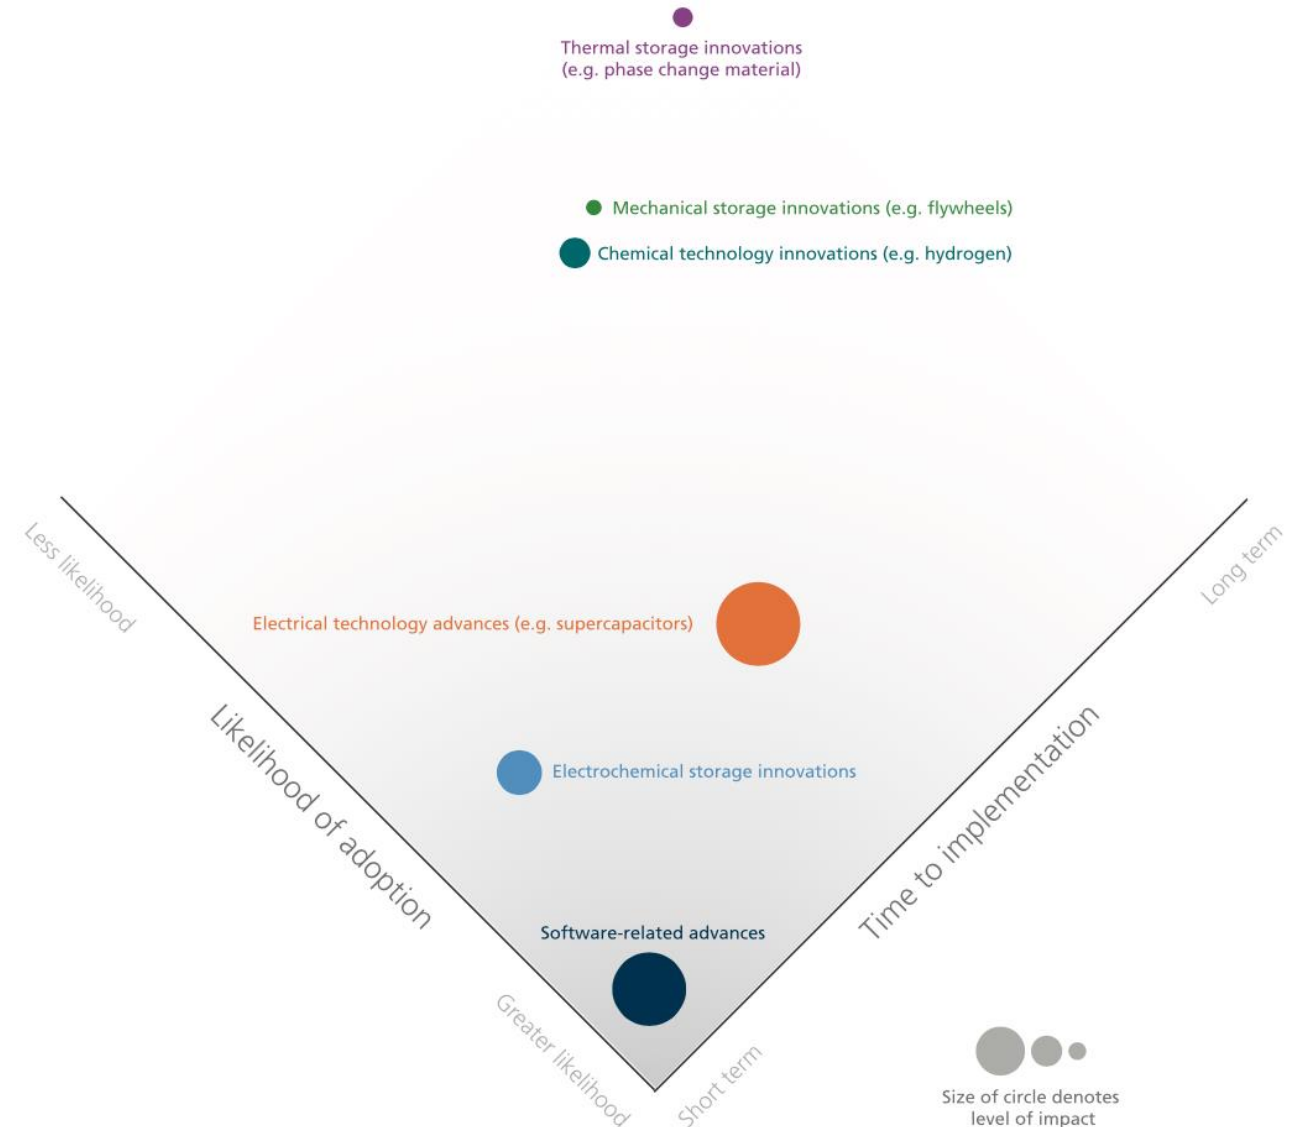 Thermal storage innovations
(e.g. phase change material)
Mechanical storage innovations (e.g. flywheels)
Chemical technology innovations (e.g. hydrogen)
Less likelihood
Long term
Electrical technology advances (e.g. supercapacitors)
Likelihood of adoption
Time to implementation
Electrochemical storage innovations
Software-related advances
Greater likelihood
Short term
Size of circle denotes
level of impact